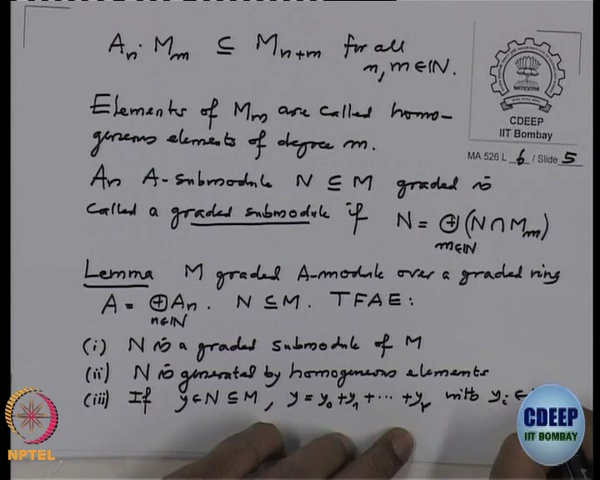 Aₙ · Mₘ ⊆ Mₙ₊ₘ for all
n, m ∈ ℕ.
Elements of Mₘ are called homo-
geneous elements of degree m.
An A-submodule N ⊆ M graded is
called a graded submodule if N = ⊕ (N ∩ Mₘ)
m∈ℕ
Lemma M graded A-module over a graded ring
A = ⊕ Aₙ . N ⊆ M . TFAE :
n∈ℕ
(i) N is a graded submodule of M
(ii) N is generated by homogeneous elements
(iii) If y ∈ N ⊆ M , y = y₀ + y₁ + ··· + yᵣ with yᵢ ∈
CDEEP
IIT Bombay
MA 526 L 6 / Slide 5
NPTEL
CDEEP
IIT BOMBAY